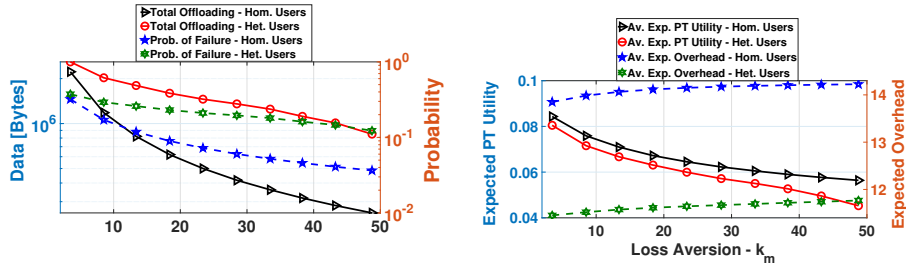 Total Offloading - Hom. Users
Total Offloading - Het. Users
Prob. of Failure - Hom. Users
Prob. of Failure - Het. Users
Data [Bytes]
10^6
10^0
10^-1
10^-2
Probability
10 20 30 40 50
Av. Exp. PT Utility - Hom. Users
Av. Exp. PT Utility - Het. Users
Av. Exp. Overhead - Hom. Users
Av. Exp. Overhead - Het. Users
Expected PT Utility
0.1
0.08
0.06
0.04
14
13
12
Expected Overhead
10 20 30 40 50
Loss Aversion - k_m